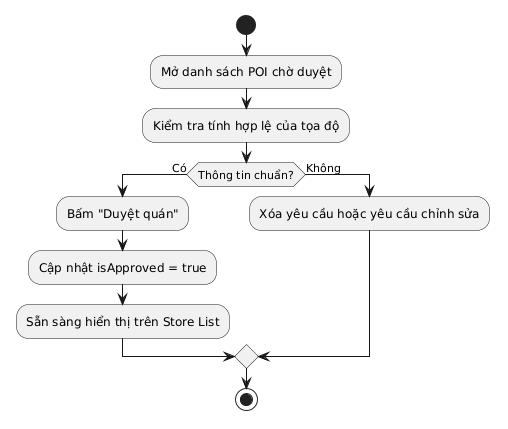 Mở danh sách POI chờ duyệt
Kiểm tra tính hợp lệ của tọa độ
Có
Thông tin chuẩn?
Không
Bấm "Duyệt quán"
Xóa yêu cầu hoặc yêu cầu chỉnh sửa
Cập nhật isApproved = true
Sẵn sàng hiển thị trên Store List